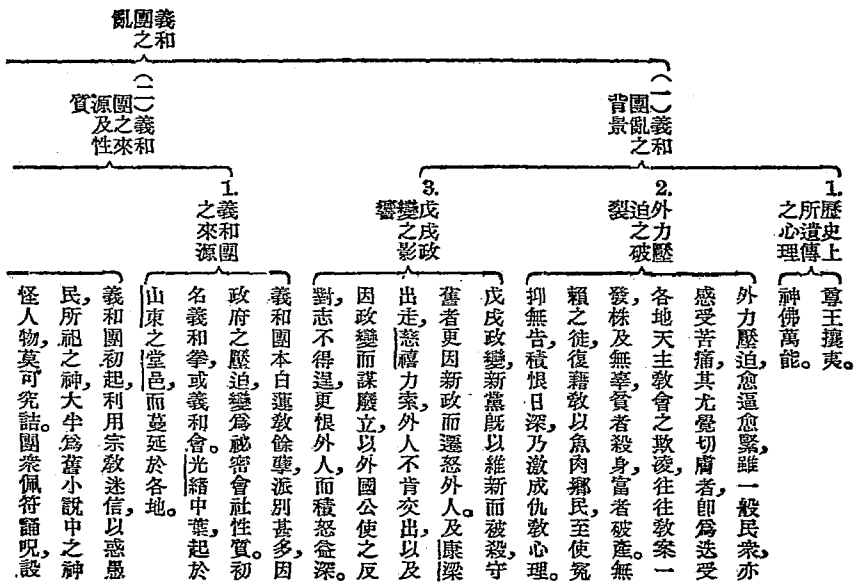 義和
團之
亂
(一)義和
團亂之
背景
1.歷史上
所遺傳
之心理
尊王攘夷。
神佛萬能。
2.外力壓
迫之破
裂
外力壓迫,愈逼愈緊,雖一般民衆,亦
感受苦痛,其尤覺切膚者,卽爲迭受
各地天主敎會之欺凌,往往敎案一
發,株及無辜,貧者殺身,富者破產。無
賴之徒,復藉敎以魚肉鄕民,至使冤
抑無告,積恨日深,乃激成仇敎心理。
3.戊戌政
變之影
響
戊戌政變,新黨旣以維新而被殺,守
舊者更因新政而遷怒外人。及康梁
出走,慈禧力索,外人不肯交出,以及
因政變而謀廢立,以外國公使之反
對,志不得逞,更恨外人而積怒益深。
(二)義和
團之來
源及性
質
1.義和團
之來源
義和團本白蓮敎餘孽,派別甚多,因
政府之壓迫,變爲祕密會社性質。初
名義和拳,或義和會。光緒中葉,起於
山東之堂邑,而蔓延於各地。
義和團初起,利用宗敎迷信,以惑愚
民,所祀之神,大半爲舊小說中之神
怪人物,莫可究詰。團衆佩符誦呪,設